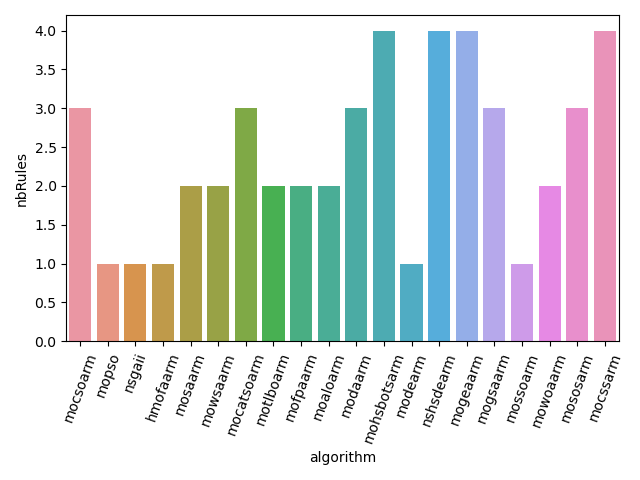 4.0
3.5
3.0
2.5
2.0
1.5
1.0
0.5
0.0
nbRules
mocsoarm
mopso
nsgaii
hmofaarm
mosaarm
mowsaarm
mocatsoarm
motlboarm
mofpaarm
moaloarm
modaarm
mohsbotsarm
modearm
nshsdearm
mogeaarm
mogsaarm
mossoarm
mowoaarm
mososarm
mocssarm
algorithm